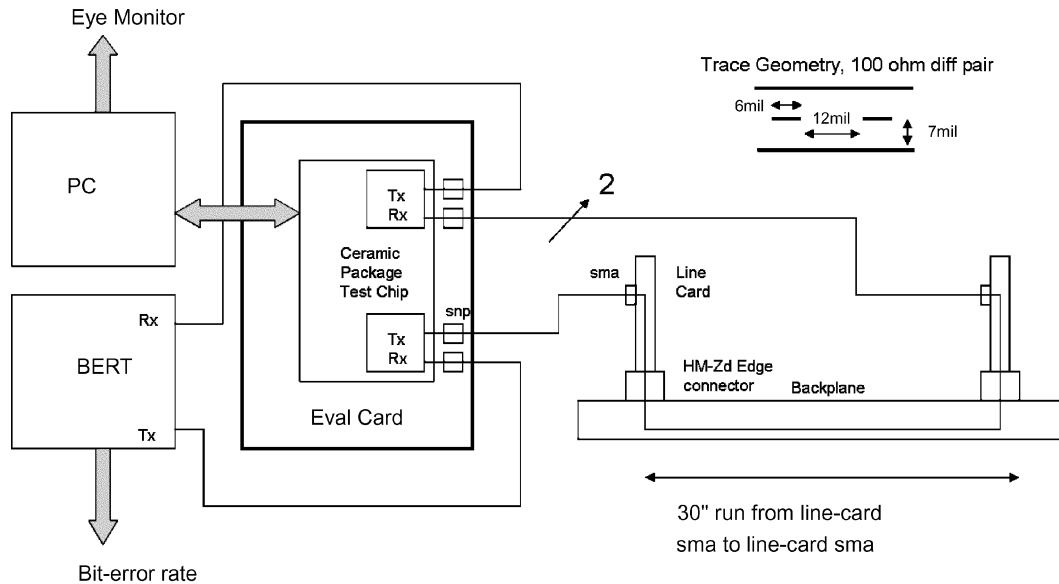 Eye Monitor
Trace Geometry, 100 ohm diff pair
6mil
12mil
7mil
PC
Tx
Rx
2
Ceramic
Package
Test Chip
sma
Line
Card
snp
Rx
Tx
Rx
BERT
HM-Zd Edge
connector
Backplane
Eval Card
Tx
30" run from line-card
sma to line-card sma
Bit-error rate